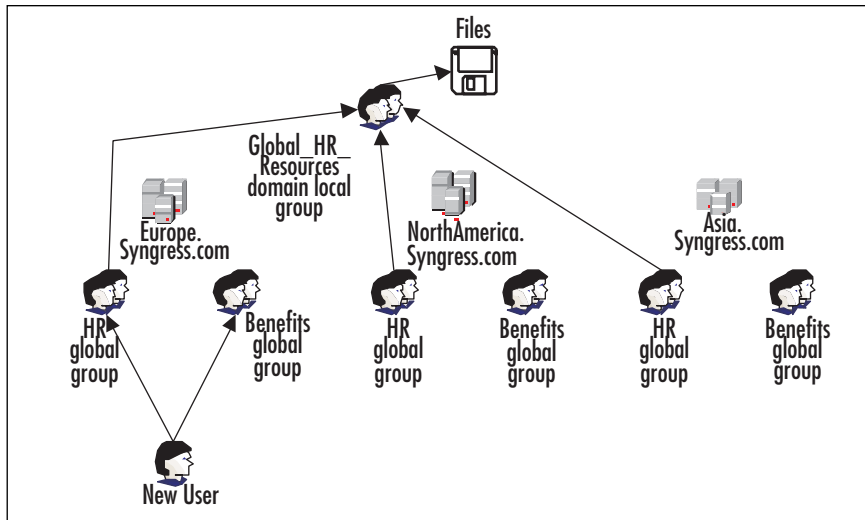 Files
Global_HR_
Resources
domain local
group
Europe.
Syngress.com
NorthAmerica.
Syngress.com
Asia.
Syngress.com
HR
global
group
Benefits
global
group
HR
global
group
Benefits
global
group
HR
global
group
Benefits
global
group
New User